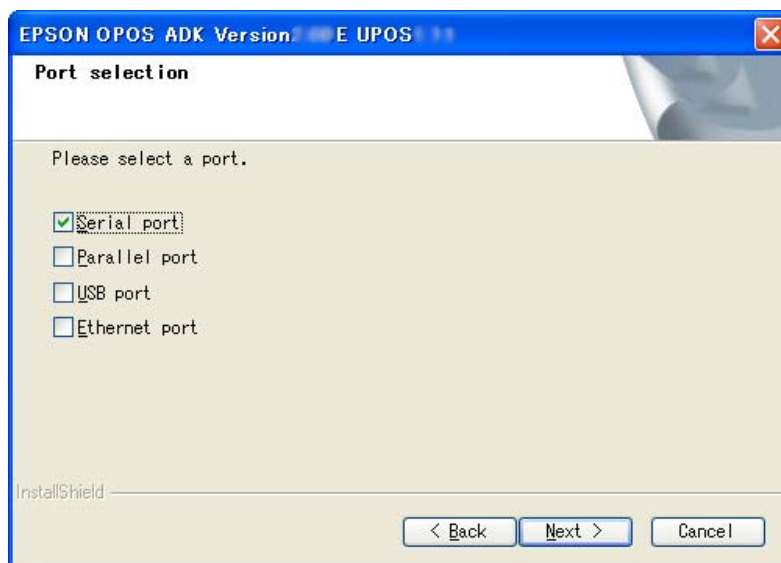 EPSON OPOS ADK Version E UPOS
Port selection
Please select a port.
Serial port
Parallel port
USB port
Ethernet port
InstallShield
< Back
Next >
Cancel